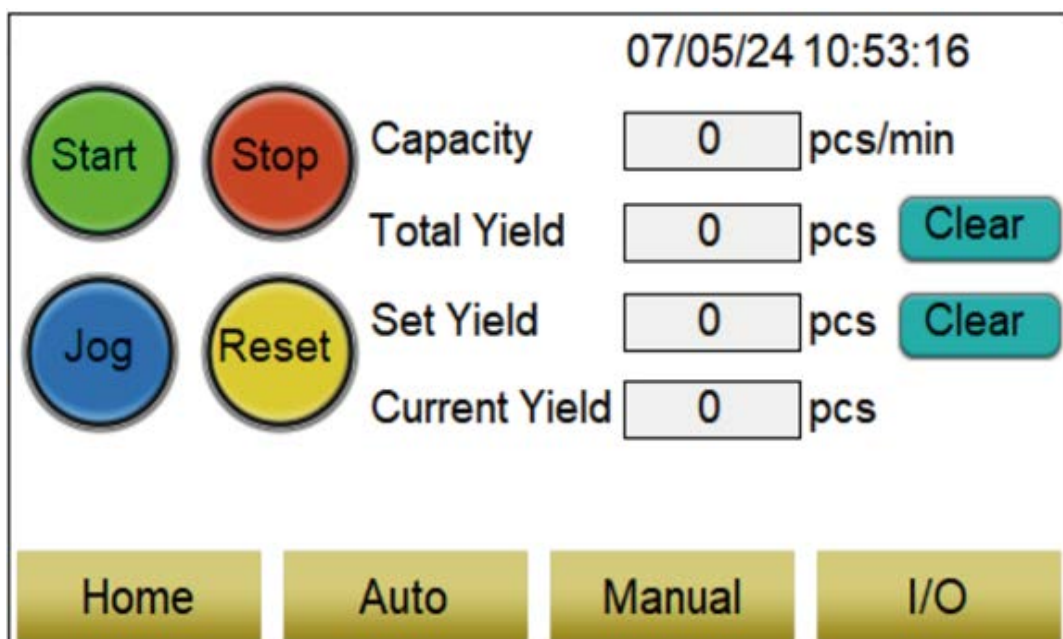 07/05/24 10:53:16
Start Stop Capacity 0 pcs/min
Total Yield 0 pcs Clear
Jog Reset Set Yield 0 pcs Clear
Current Yield 0 pcs
Home Auto Manual I/O